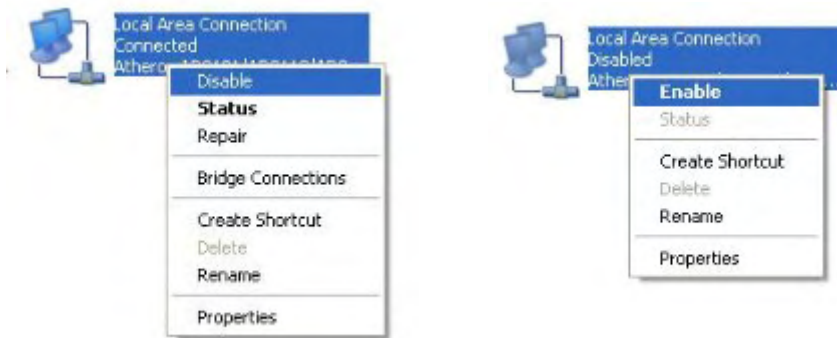 Local Area Connection
Connected
Disable
Status
Repair
Bridge Connections
Create Shortcut
Delete
Rename
Properties
Local Area Connection
Disabled
Enable
Status
Create Shortcut
Delete
Rename
Properties